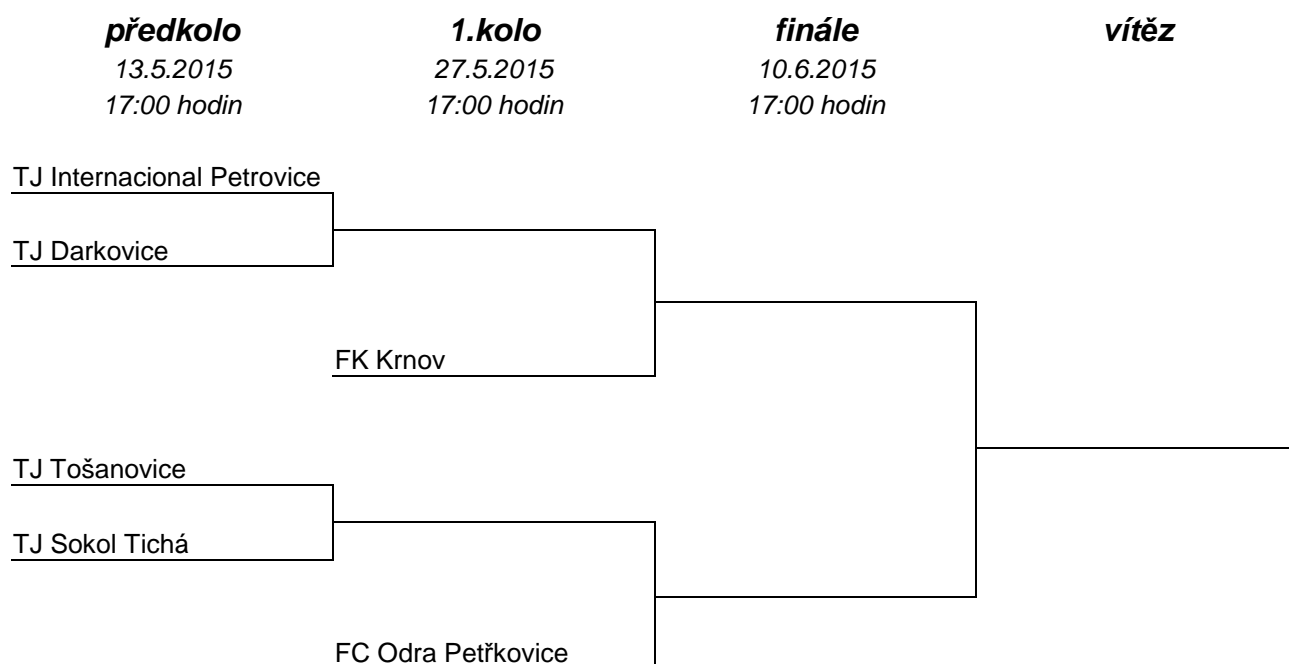 předkolo 1.kolo finále vítěz
13.5.2015 27.5.2015 10.6.2015
17:00 hodin 17:00 hodin 17:00 hodin
TJ Internacional Petrovice
TJ Darkovice
FK Krnov
TJ Tošanovice
TJ Sokol Tichá
FC Odra Petřkovice